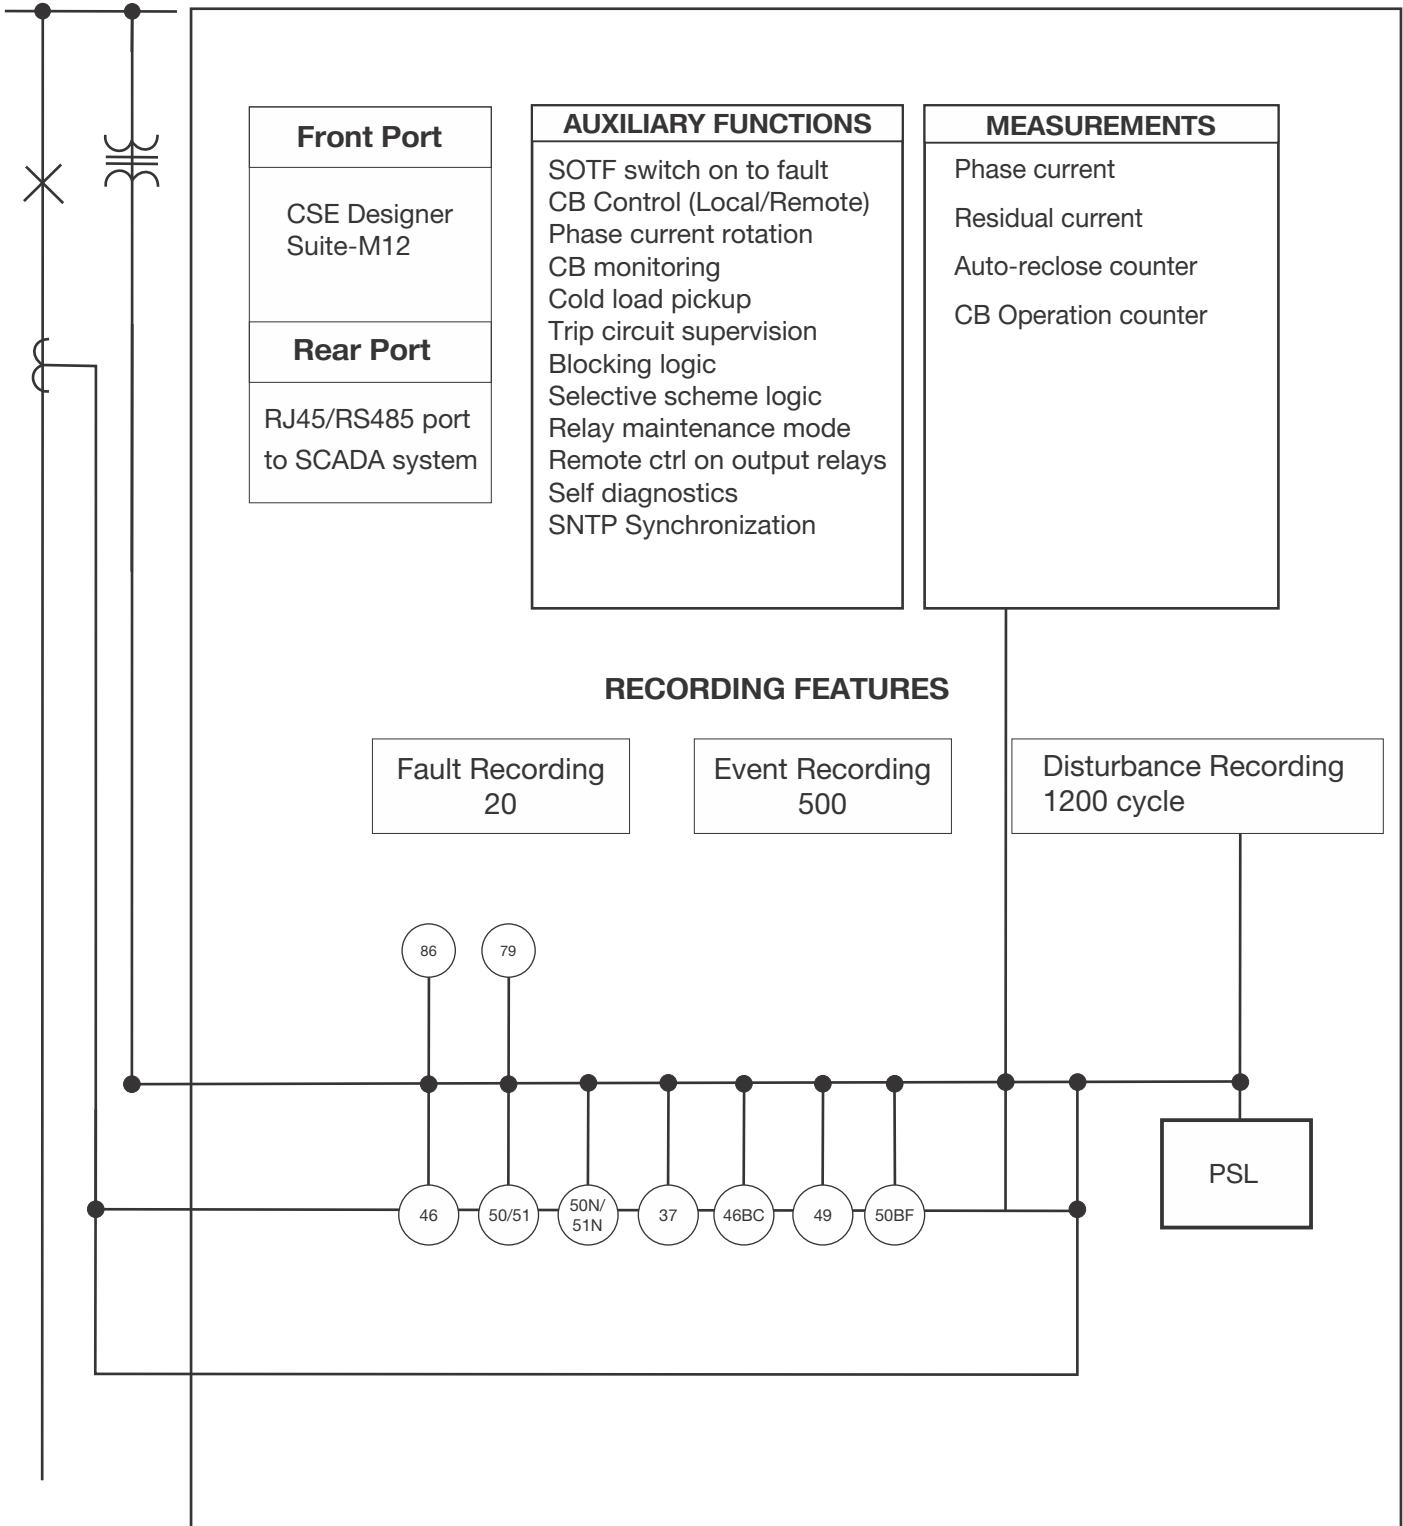 Front Port
CSE Designer
Suite-M12
Rear Port
RJ45/RS485 port
to SCADA system
AUXILIARY FUNCTIONS
SOTF switch on to fault
CB Control (Local/Remote)
Phase current rotation
CB monitoring
Cold load pickup
Trip circuit supervision
Blocking logic
Selective scheme logic
Relay maintenance mode
Remote ctrl on output relays
Self diagnostics
SNTP Synchronization
MEASUREMENTS
Phase current
Residual current
Auto-reclose counter
CB Operation counter
RECORDING FEATURES
Fault Recording
20
Event Recording
500
Disturbance Recording
1200 cycle
86
79
46
50/51
50N/
51N
37
46BC
49
50BF
PSL